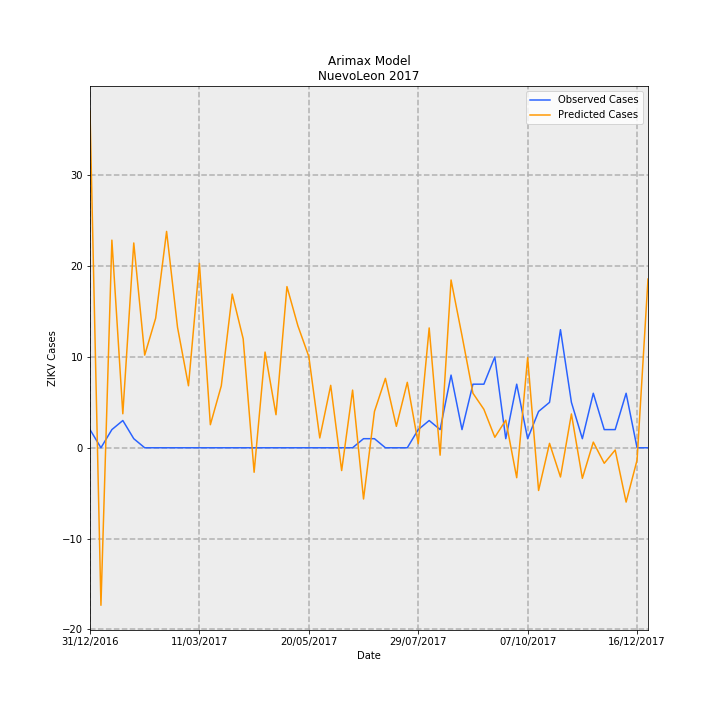 Arimax Model
NuevoLeon 2017
Observed Cases
Predicted Cases
ZIKV Cases
30
20
10
0
−10
−20
31/12/2016
11/03/2017
20/05/2017
29/07/2017
07/10/2017
16/12/2017
Date